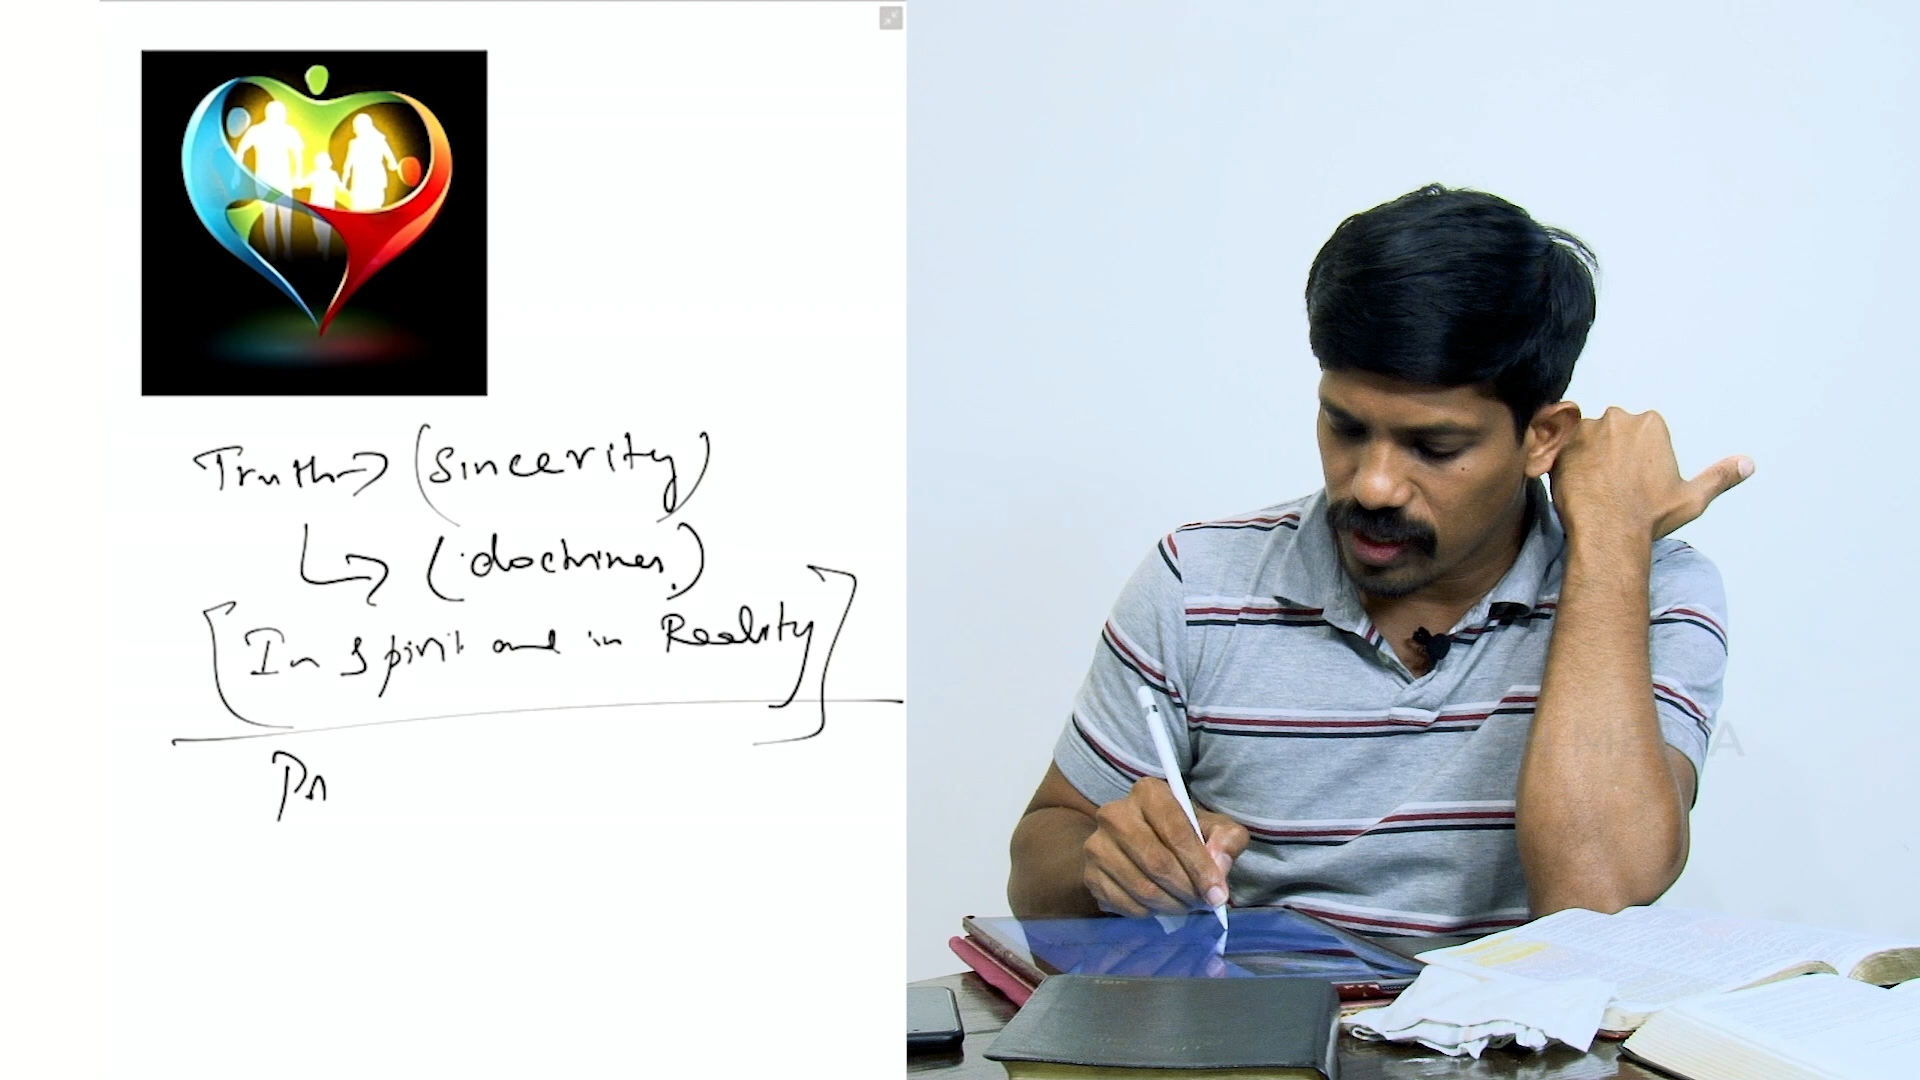 Truth → (sincerity)
↳ (doctrines.)
[In spirit and in Reality]